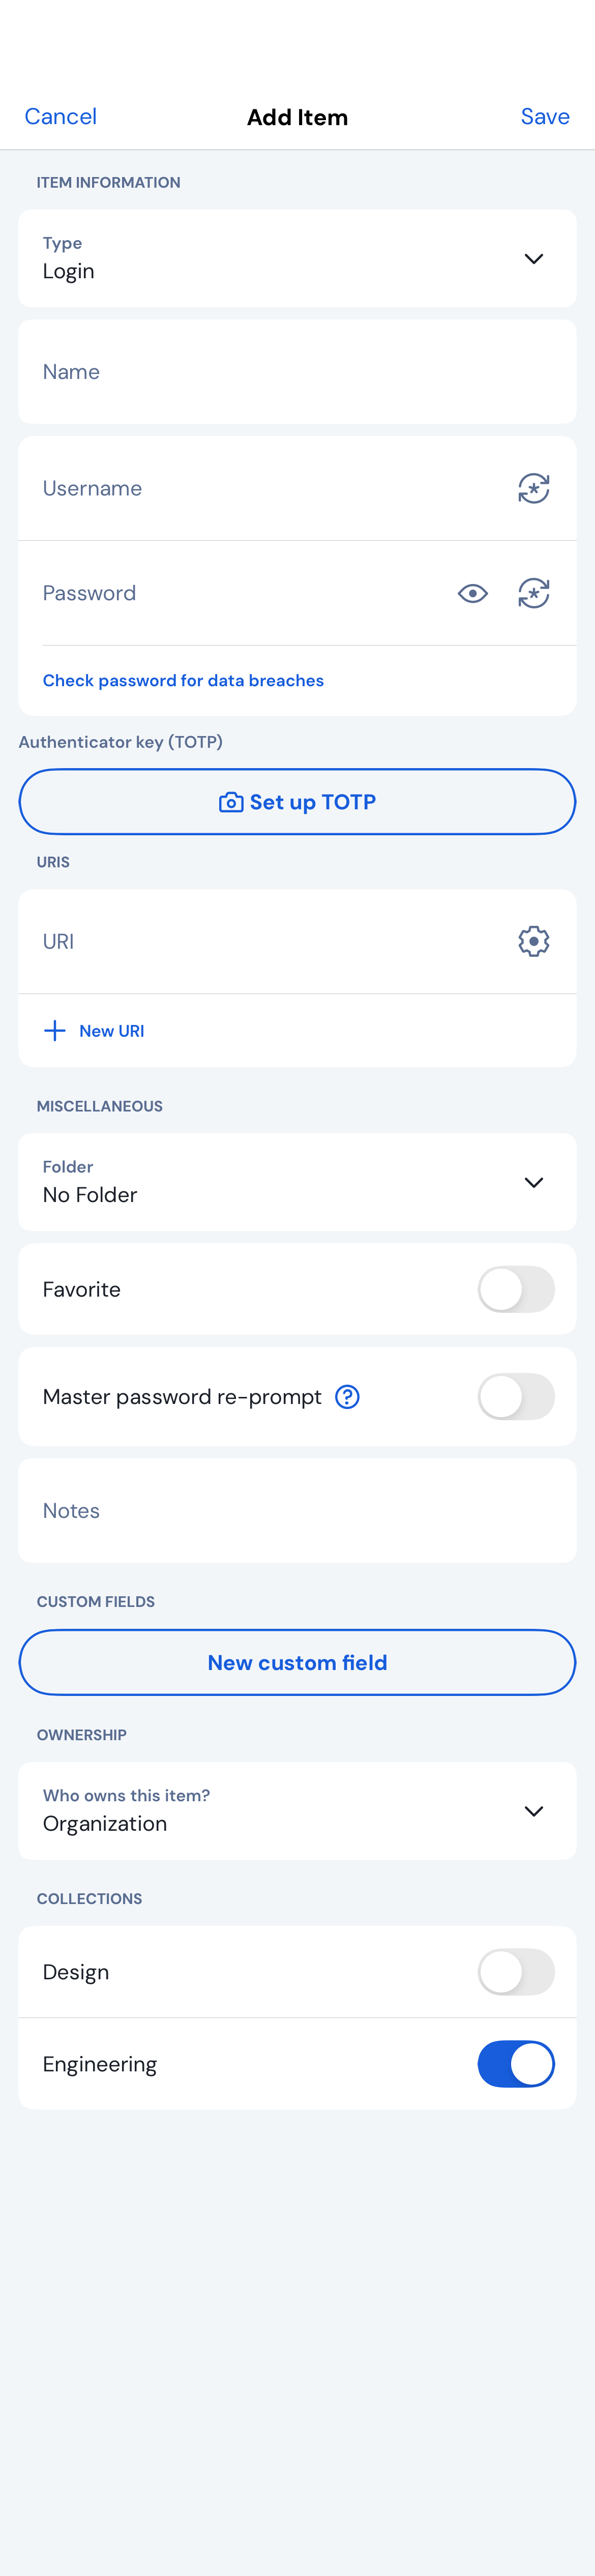 Cancel Add Item Save
ITEM INFORMATION
Type
Login
Name
Username
Password
Check password for data breaches
Authenticator key (TOTP)
Set up TOTP
URIS
URI
New URI
MISCELLANEOUS
Folder
No Folder
Favorite
Master password re-prompt
Notes
CUSTOM FIELDS
New custom field
OWNERSHIP
Who owns this item?
Organization
COLLECTIONS
Design
Engineering